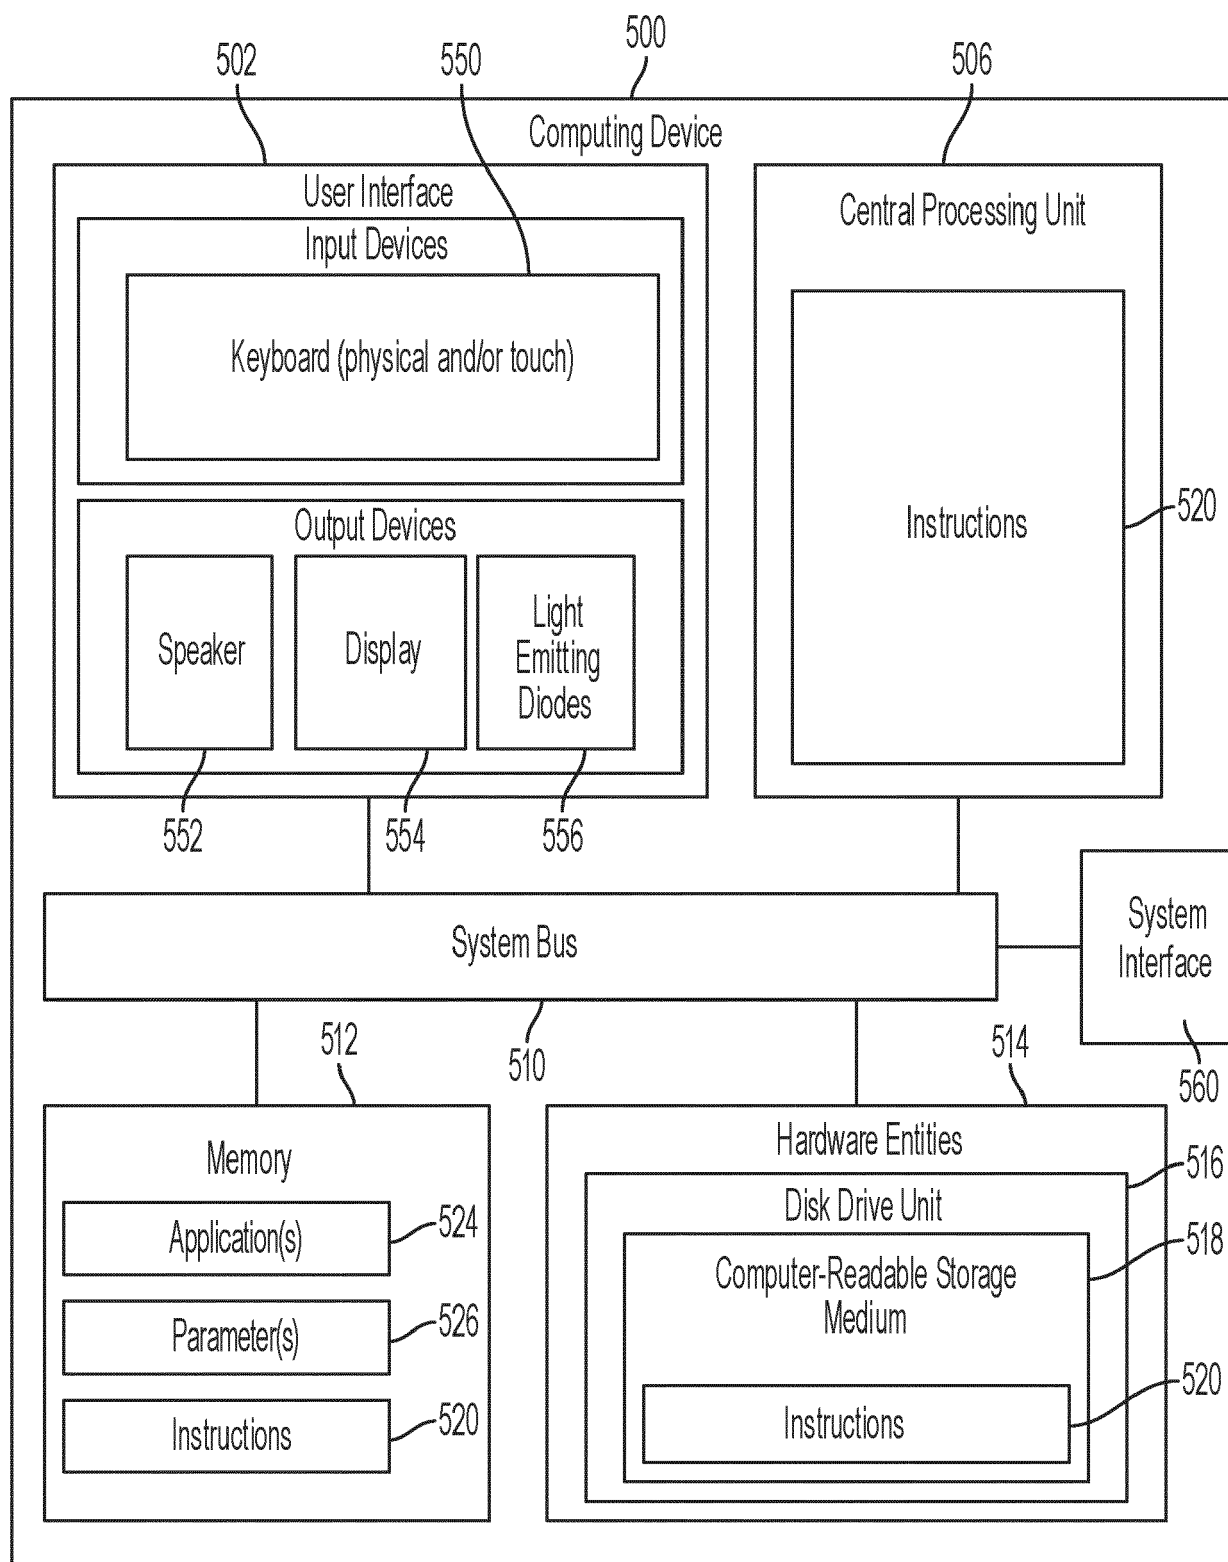 500
502
550
506
Computing Device
User Interface
Input Devices
Keyboard (physical and/or touch)
Central Processing Unit
Instructions
520
Output Devices
Speaker
Display
Light
Emitting
Diodes
552
554
556
System Bus
510
System
Interface
560
512
Memory
Application(s)
524
Parameter(s)
526
Instructions
520
514
Hardware Entities
516
Disk Drive Unit
518
Computer-Readable Storage
Medium
Instructions
520